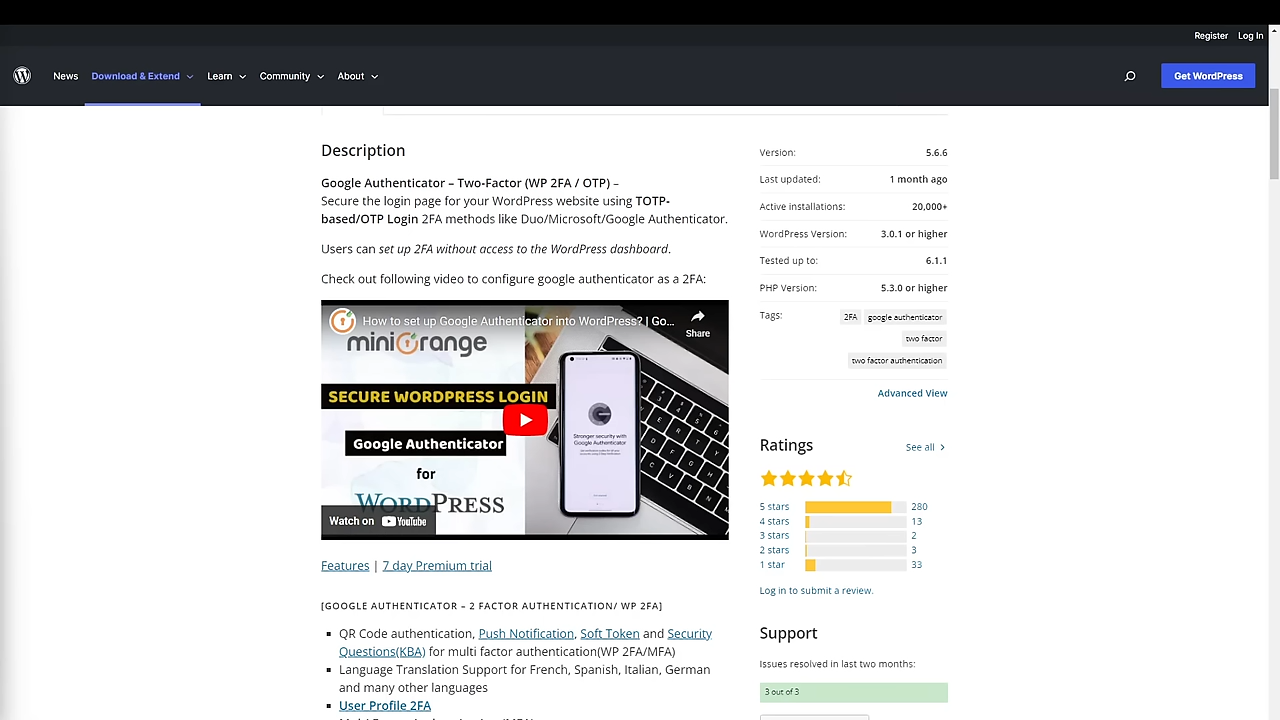 Register Log In
News Download & Extend Learn Community About Get WordPress
Description
Google Authenticator – Two-Factor (WP 2FA / OTP) –
Secure the login page for your WordPress website using TOTP-
based/OTP Login 2FA methods like Duo/Microsoft/Google Authenticator.
Users can set up 2FA without access to the WordPress dashboard.
Check out following video to configure google authenticator as a 2FA:
How to set up Google Authenticator into WordPress? | Go...
Share
miniOrange
SECURE WORDPRESS LOGIN
Google Authenticator
for
WORDPRESS
Stronger security with
Google Authenticator
Watch on YouTube
Features | 7 day Premium trial
[GOOGLE AUTHENTICATOR – 2 FACTOR AUTHENTICATION/ WP 2FA]
QR Code authentication, Push Notification, Soft Token and Security
Questions(KBA) for multi factor authentication(WP 2FA/MFA)
Language Translation Support for French, Spanish, Italian, German
and many other languages
User Profile 2FA
Version: 5.6.6
Last updated: 1 month ago
Active installations: 20,000+
WordPress Version: 3.0.1 or higher
Tested up to: 6.1.1
PHP Version: 5.3.0 or higher
Tags: 2FA google authenticator
two factor
two factor authentication
Advanced View
Ratings See all
5 stars 280
4 stars 13
3 stars 2
2 stars 3
1 star 33
Log in to submit a review.
Support
Issues resolved in last two months:
3 out of 3